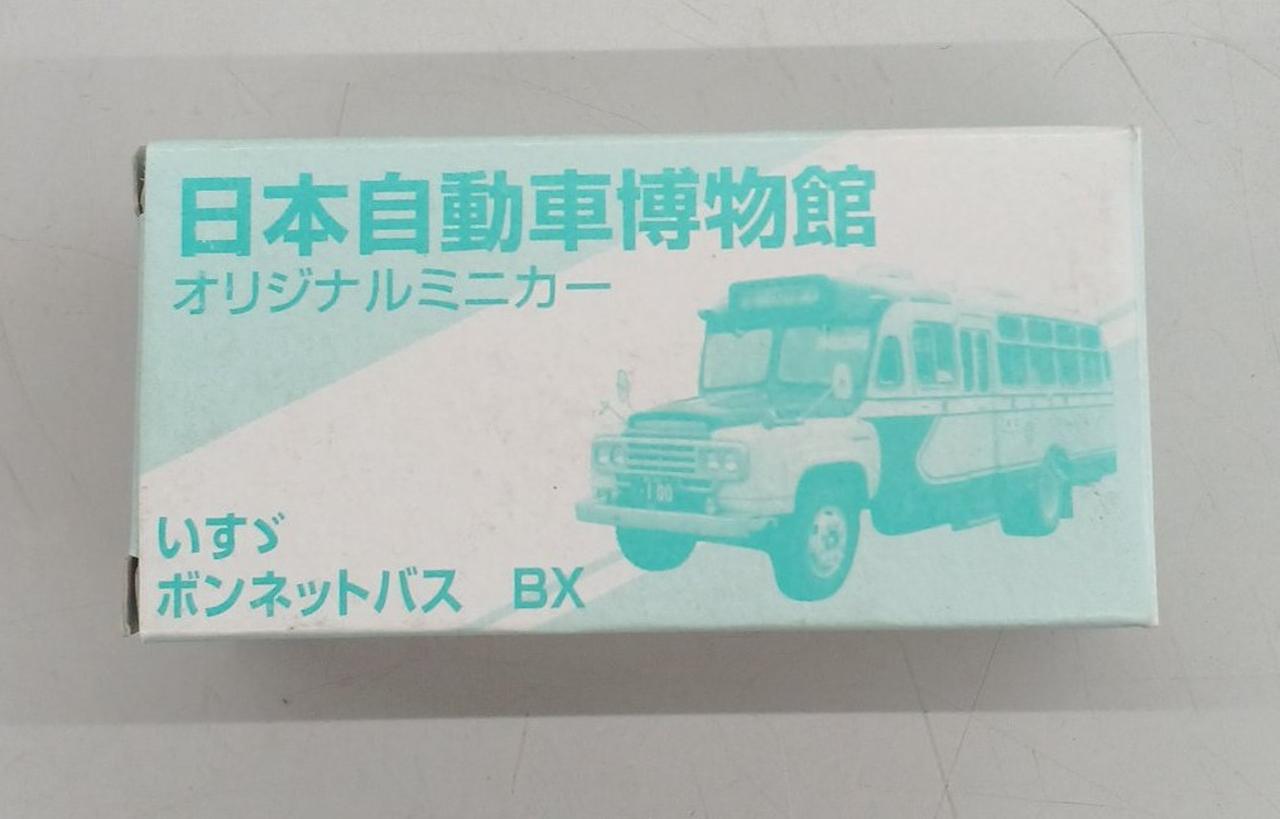 日本自動車博物館
オリジナルミニカー
いすゞ
ボンネットバス BX